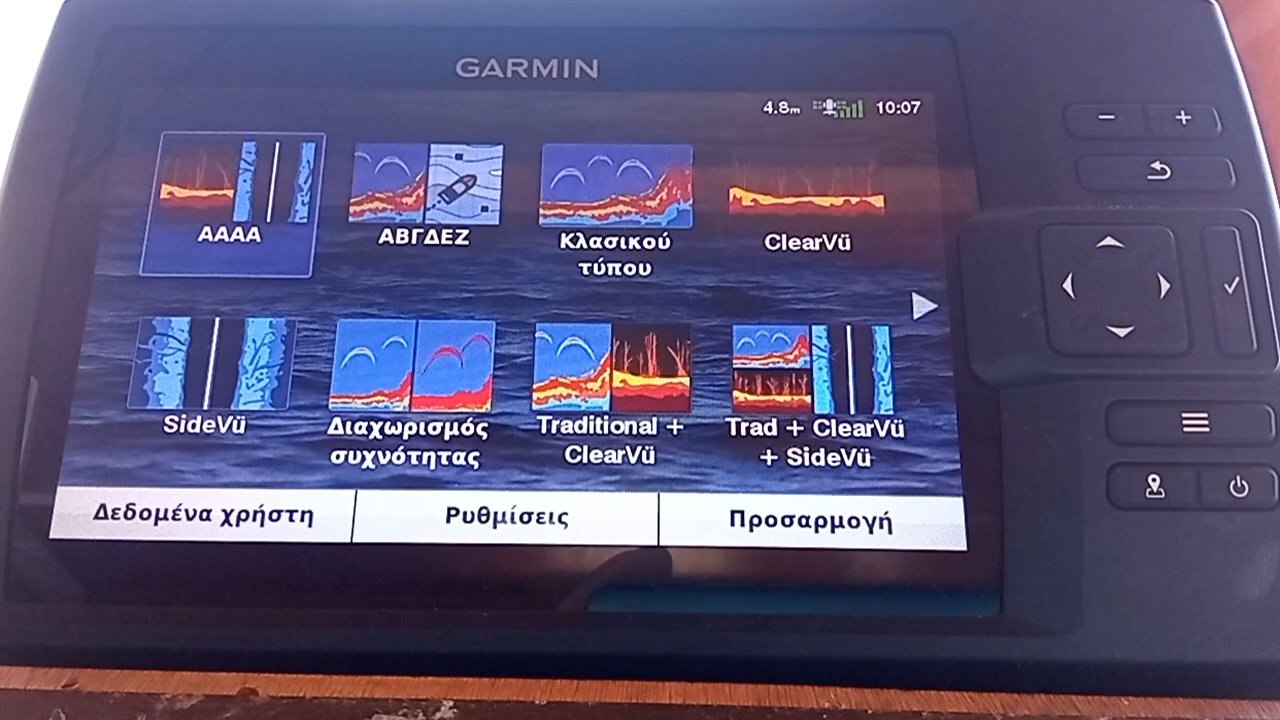 GARMIN
4.8m 10:07
ΑΑΑΑ
ΑΒΓΔΕΖ
Κλασικού
τύπου
ClearVü
SideVü
Διαχωρισμός
συχνότητας
Traditional +
ClearVü
Trad + ClearVü
+ SideVü
Δεδομένα χρήστη
Ρυθμίσεις
Προσαρμογή